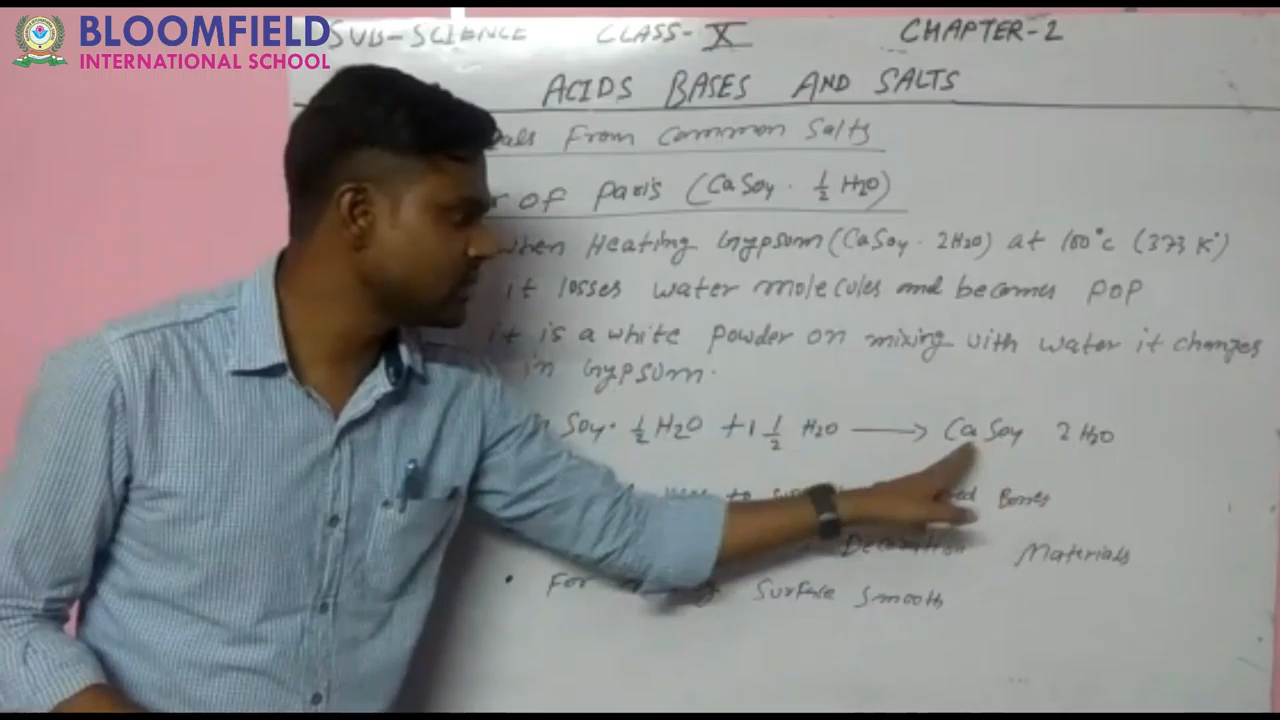 BLOOMFIELD
INTERNATIONAL SCHOOL
SUB-SCIENCE CLASS-X CHAPTER-2
ACIDS BASES AND SALTS
From Common Salts
of paris (CaSO4 · 1/2 H2O)
when Heating Gypsum (CaSO4 · 2H2O) at 100°c (373 K°)
it losses water molecules and becomes POP
it is a white powder on mixing with water it changes
in Gypsum.
SO4· 1/2 H2O + 1 1/2 H2O ⟶ CaSO4 2H2O
to Bones
Decoration Materials
• For Surface Smooth